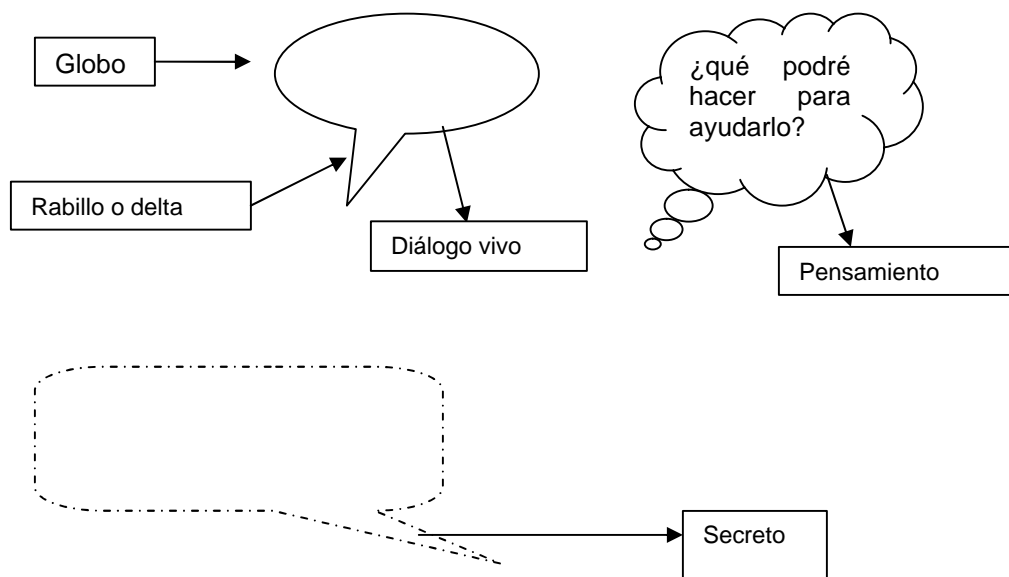 Globo
¿qué podré
hacer para
ayudarlo?
Rabillo o delta
Diálogo vivo
Pensamiento
Secreto